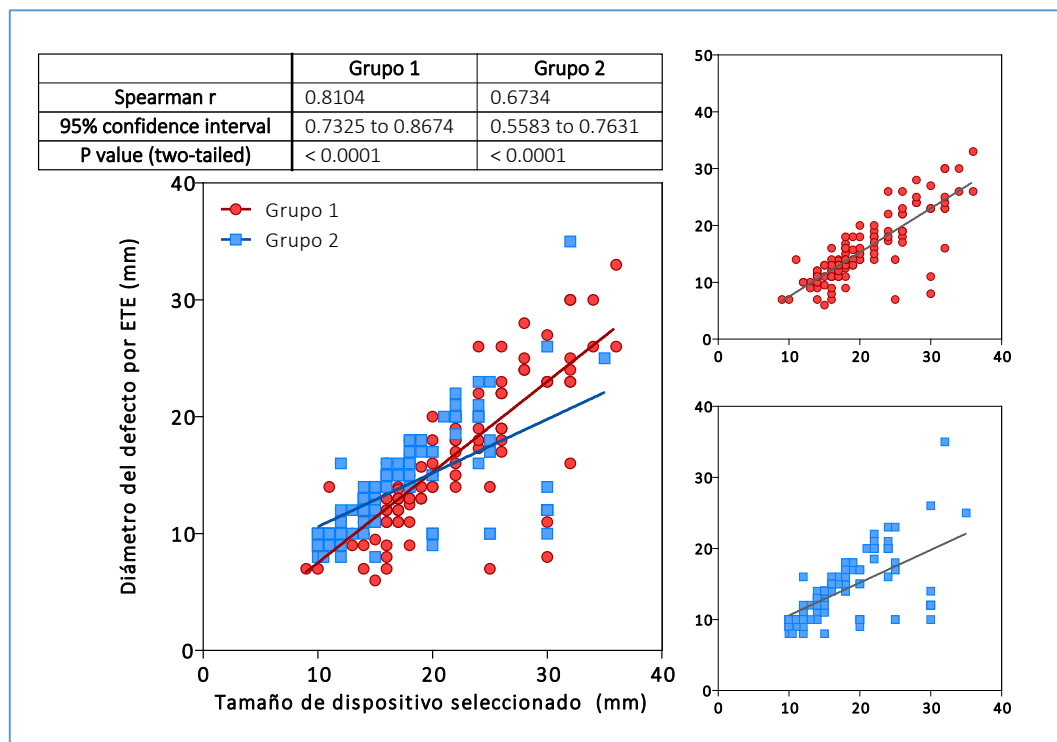 Grupo 1 Grupo 2
Spearman r 0.8104 0.6734
95% confidence interval 0.7325 to 0.8674 0.5583 to 0.7631
P value (two-tailed) < 0.0001 < 0.0001
Diámetro del defecto por ETE (mm)
40
30
20
10
0
Grupo 1
Grupo 2
0 10 20 30 40
Tamaño de dispositivo seleccionado (mm)
50
40
30
20
10
0
0 10 20 30 40
40
30
20
10
0
0 10 20 30 40